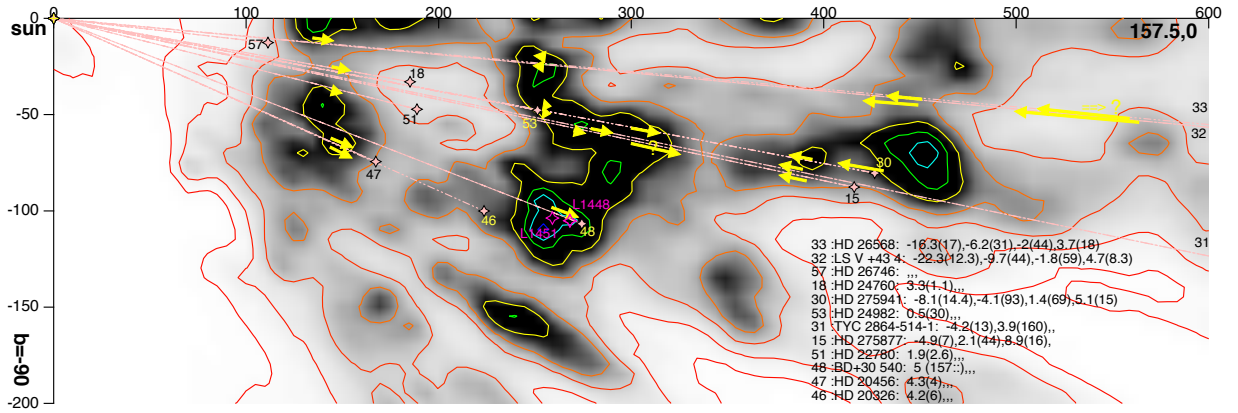 0 100 200 300 400 500 600
sun
157.5,0
57
18
51
53
33
32
-50
?
-->?
30
47
15
-100
46
L1448
L1451
48
31
33 :HD 26568: -16.3(17),-6.2(31),-2(44),3.7(18)
32 :LS V +43 4: -22.3(12.3),-9.7(44),-1.8(59),4.7(8.3)
57 :HD 26746: ,,,
18 :HD 24760: 3.3(1.1),,,
30 :HD 275941: -8.1(14.4),-4.1(93),1.4(69),5.1(15)
53 :HD 24982: 0.5(30),,,
31 :TYC 2864-514-1: -4.2(13),3.9(160),,
15 :HD 275877: -4.9(7),2.1(44),8.9(16),
51 :HD 22780: 1.9(2.6),,,
48 :BD+30 540: 5 (157::),,,
47 :HD 20456: 4.3(4),,,
46 :HD 20326: 4.2(6),,,
-150
b=-90
-200